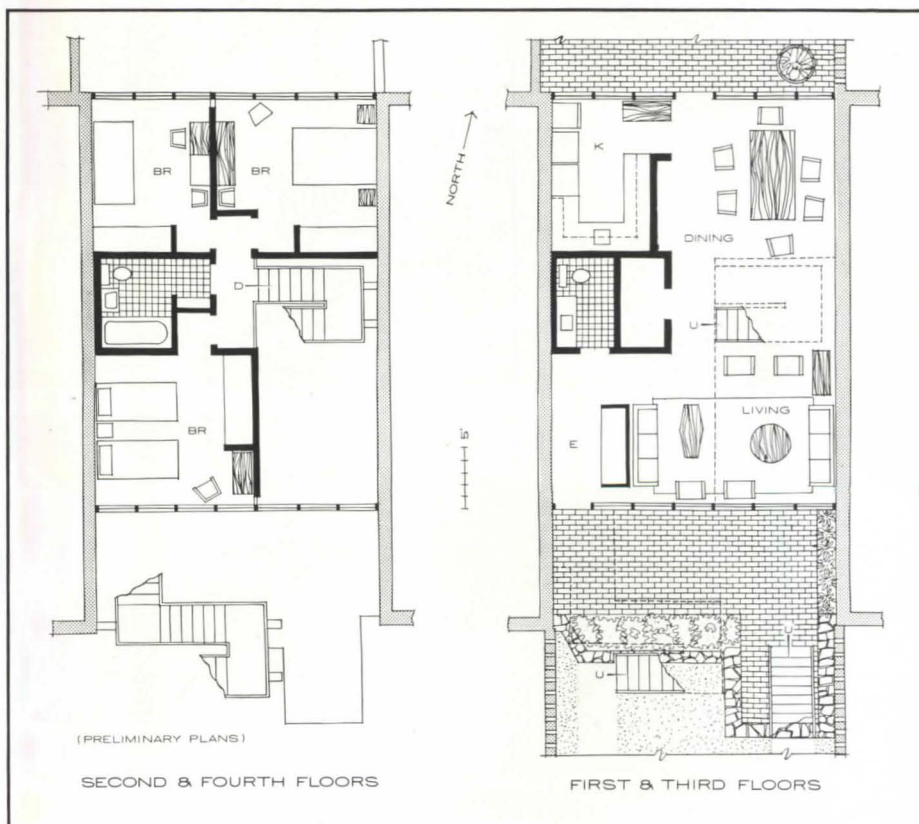 BR
BR
D
BR
(PRELIMINARY PLANS)
SECOND & FOURTH FLOORS
NORTH
5'
K
DINING
U
LIVING
E
U
U
FIRST & THIRD FLOORS